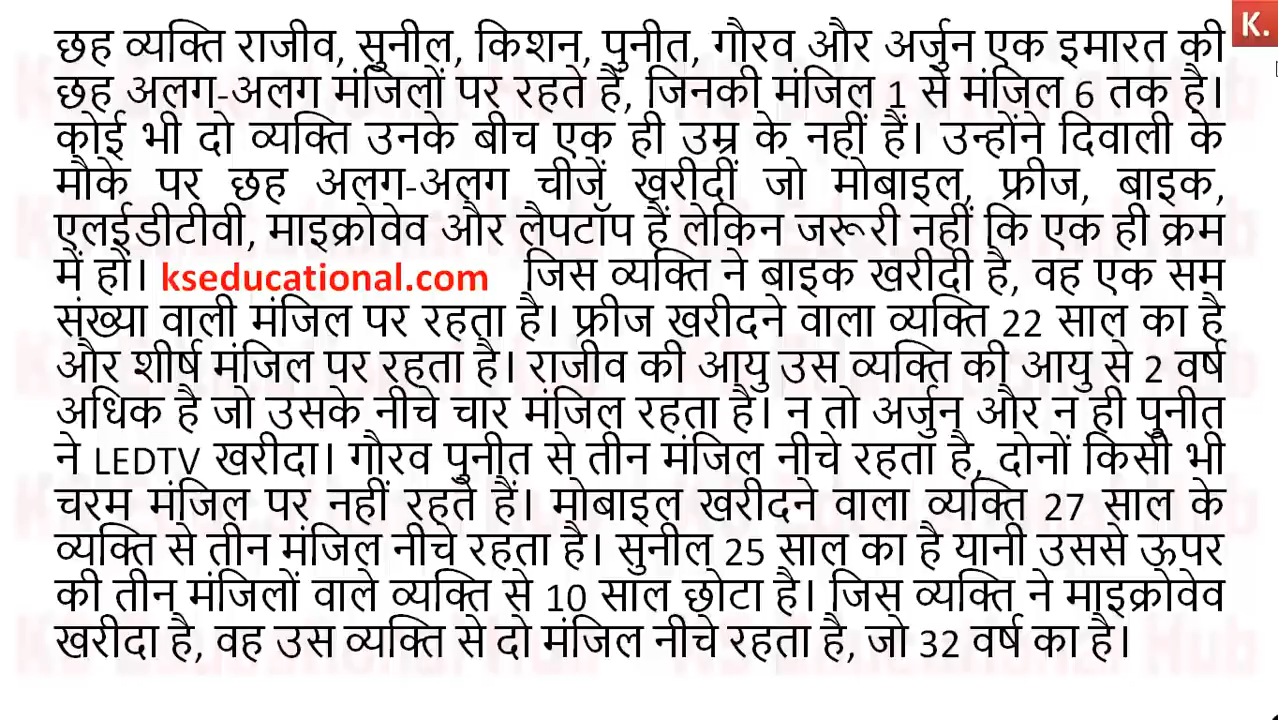 K.
छह व्यक्ति राजीव, सुनील, किशन, पुनीत, गौरव और अर्जुन एक इमारत की
छह अलग-अलग मंजिलों पर रहते हैं, जिनकी मंजिल 1 से मंजिल 6 तक है।
कोई भी दो व्यक्ति उनके बीच एक ही उम्र के नहीं हैं। उन्होंने दिवाली के
मौके पर छह अलग-अलग चीजें खरीदीं जो मोबाइल, फ्रीज, बाइक,
एलईडीटीवी, माइक्रोवेव और लैपटॉप हैं लेकिन जरूरी नहीं कि एक ही क्रम
में हों। kseducational.com जिस व्यक्ति ने बाइक खरीदी है, वह एक सम
संख्या वाली मंजिल पर रहता है। फ्रीज खरीदने वाला व्यक्ति 22 साल का है
और शीर्ष मंजिल पर रहता है। राजीव की आयु उस व्यक्ति की आयु से 2 वर्ष
अधिक है जो उसके नीचे चार मंजिल रहता है। न तो अर्जुन और न ही पुनीत
ने LEDTV खरीदा। गौरव पुनीत से तीन मंजिल नीचे रहता है, दोनों किसी भी
चरम मंजिल पर नहीं रहते हैं। मोबाइल खरीदने वाला व्यक्ति 27 साल के
व्यक्ति से तीन मंजिल नीचे रहता है। सुनील 25 साल का है यानी उससे ऊपर
की तीन मंजिलों वाले व्यक्ति से 10 साल छोटा है। जिस व्यक्ति ने माइक्रोवेव
खरीदा है, वह उस व्यक्ति से दो मंजिल नीचे रहता है, जो 32 वर्ष का है।